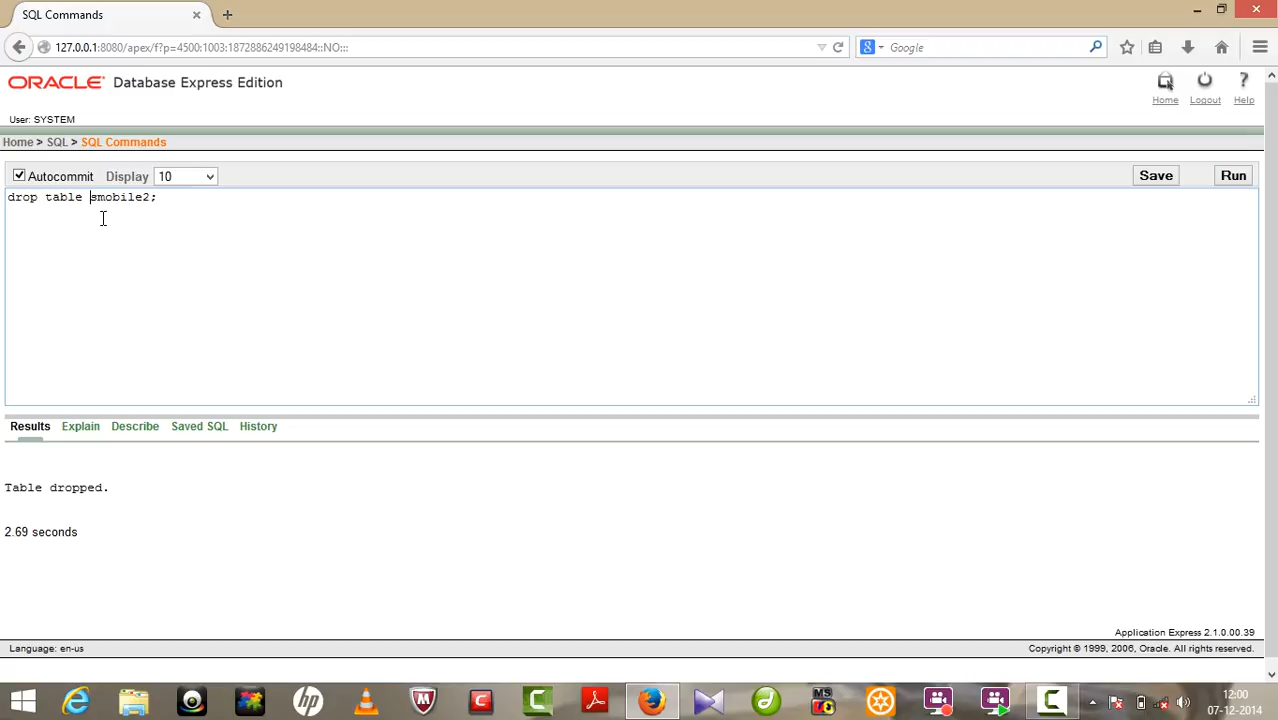 SQL Commands
127.0.0.1:8080/apex/f?p=4500:1003:1872886249198484::NO:::
Google
ORACLE Database Express Edition
Home Logout Help
User: SYSTEM
Home > SQL > SQL Commands
Autocommit Display 10 Save Run
drop table smobile2;
Results Explain Describe Saved SQL History
Table dropped.
2.69 seconds
Application Express 2.1.0.00.39
Language: en-us Copyright © 1999, 2006, Oracle. All rights reserved.
12:00
07-12-2014